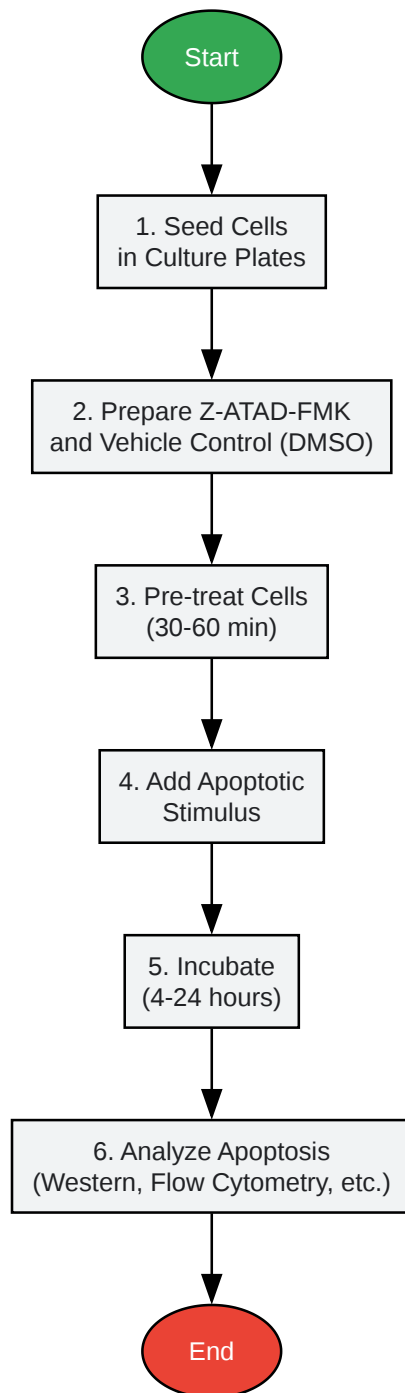 Start
1. Seed Cells
in Culture Plates
2. Prepare Z-ATAD-FMK
and Vehicle Control (DMSO)
3. Pre-treat Cells
(30-60 min)
4. Add Apoptotic
Stimulus
5. Incubate
(4-24 hours)
6. Analyze Apoptosis
(Western, Flow Cytometry, etc.)
End